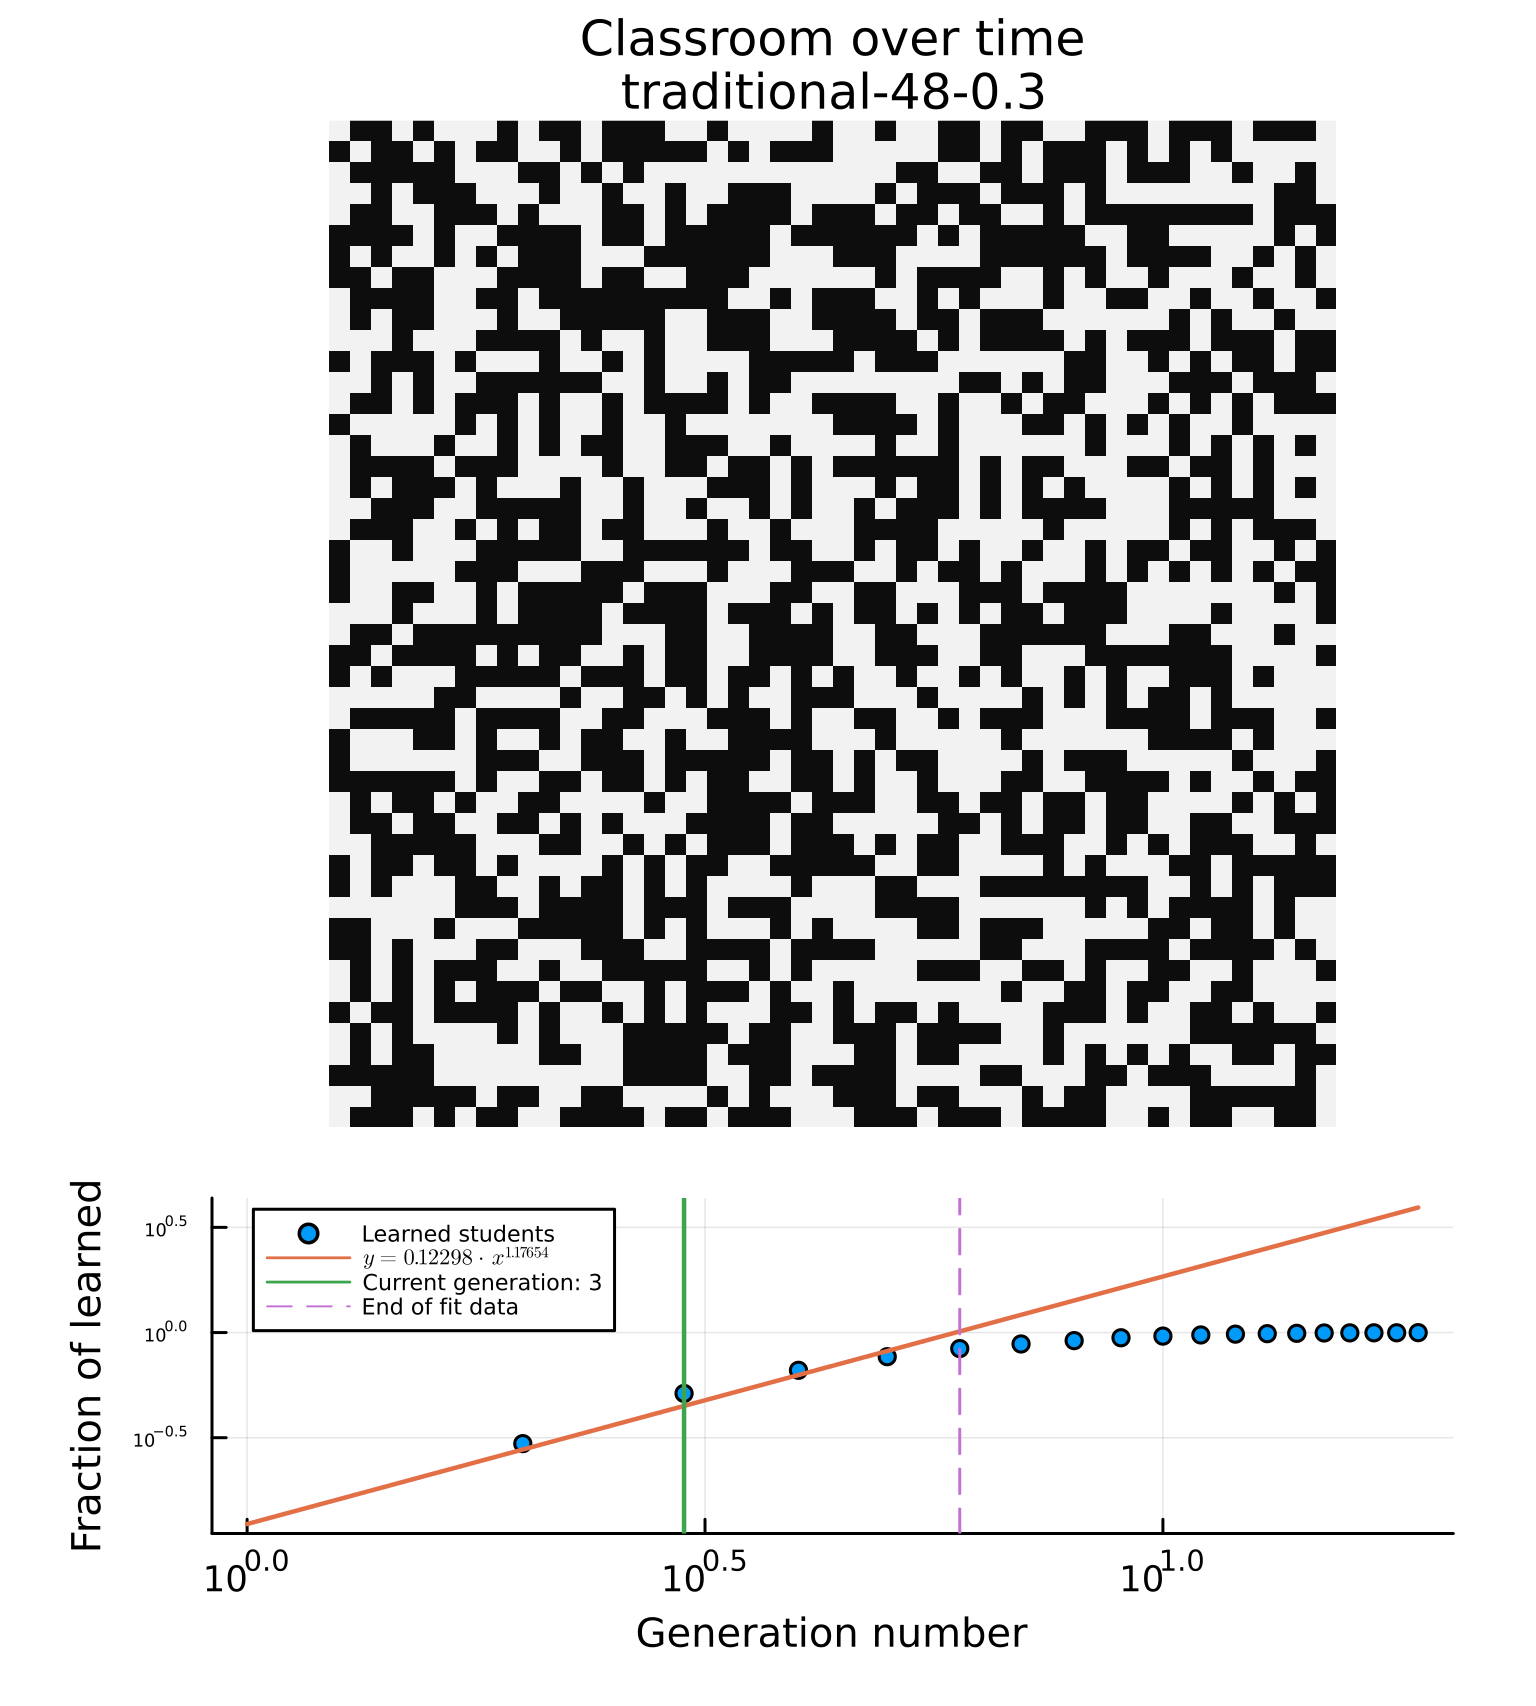 Classroom over time
traditional-48-0.3
Fraction of learned
10^0.5
10^0.0
10^−0.5
Learned students
y = 0.12298 · x^1.17654
Current generation: 3
End of fit data
10^0.0
10^0.5
10^1.0
Generation number